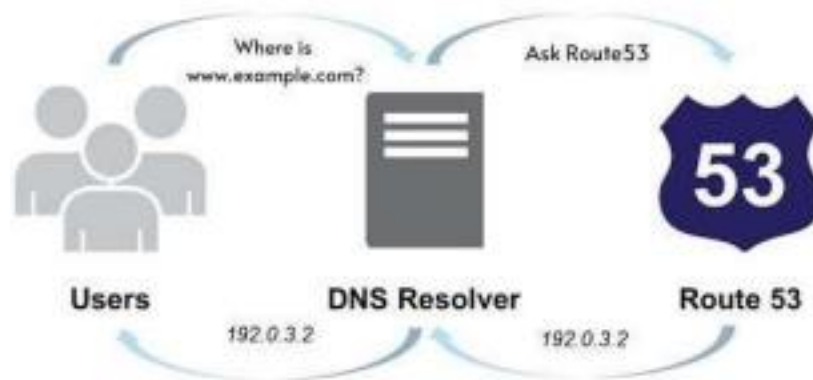 Where is
www.example.com?
Ask Route53
53
Users
DNS Resolver
Route 53
192.0.3.2
192.0.3.2